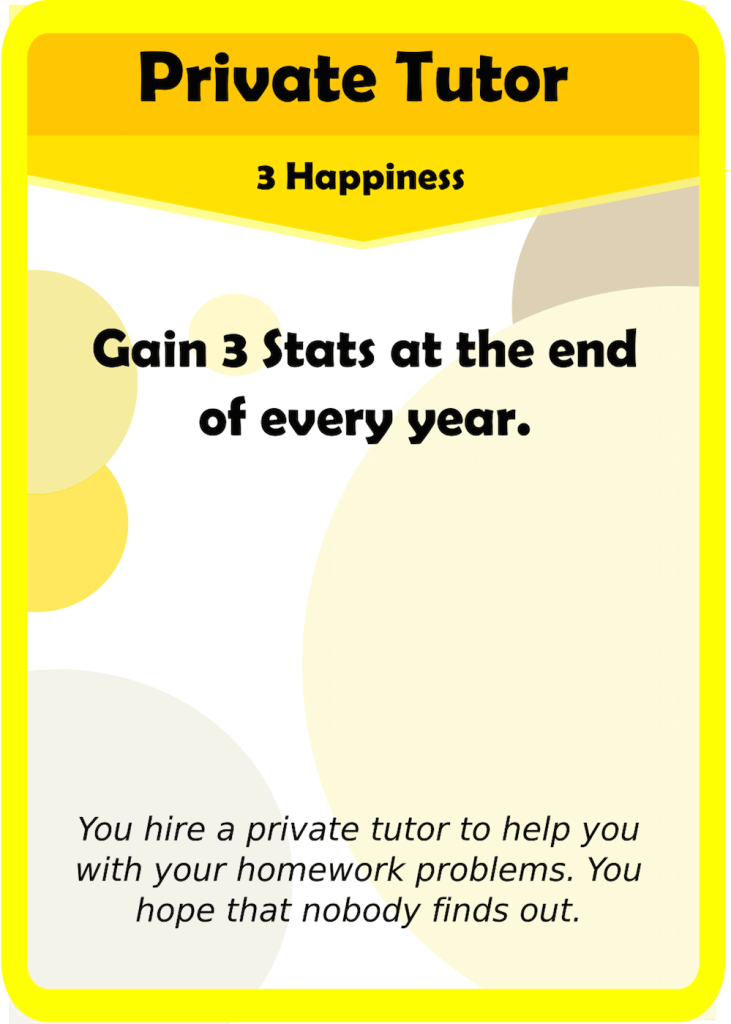 Private Tutor
3 Happiness
Gain 3 Stats at the end
of every year.
You hire a private tutor to help you
with your homework problems. You
hope that nobody finds out.